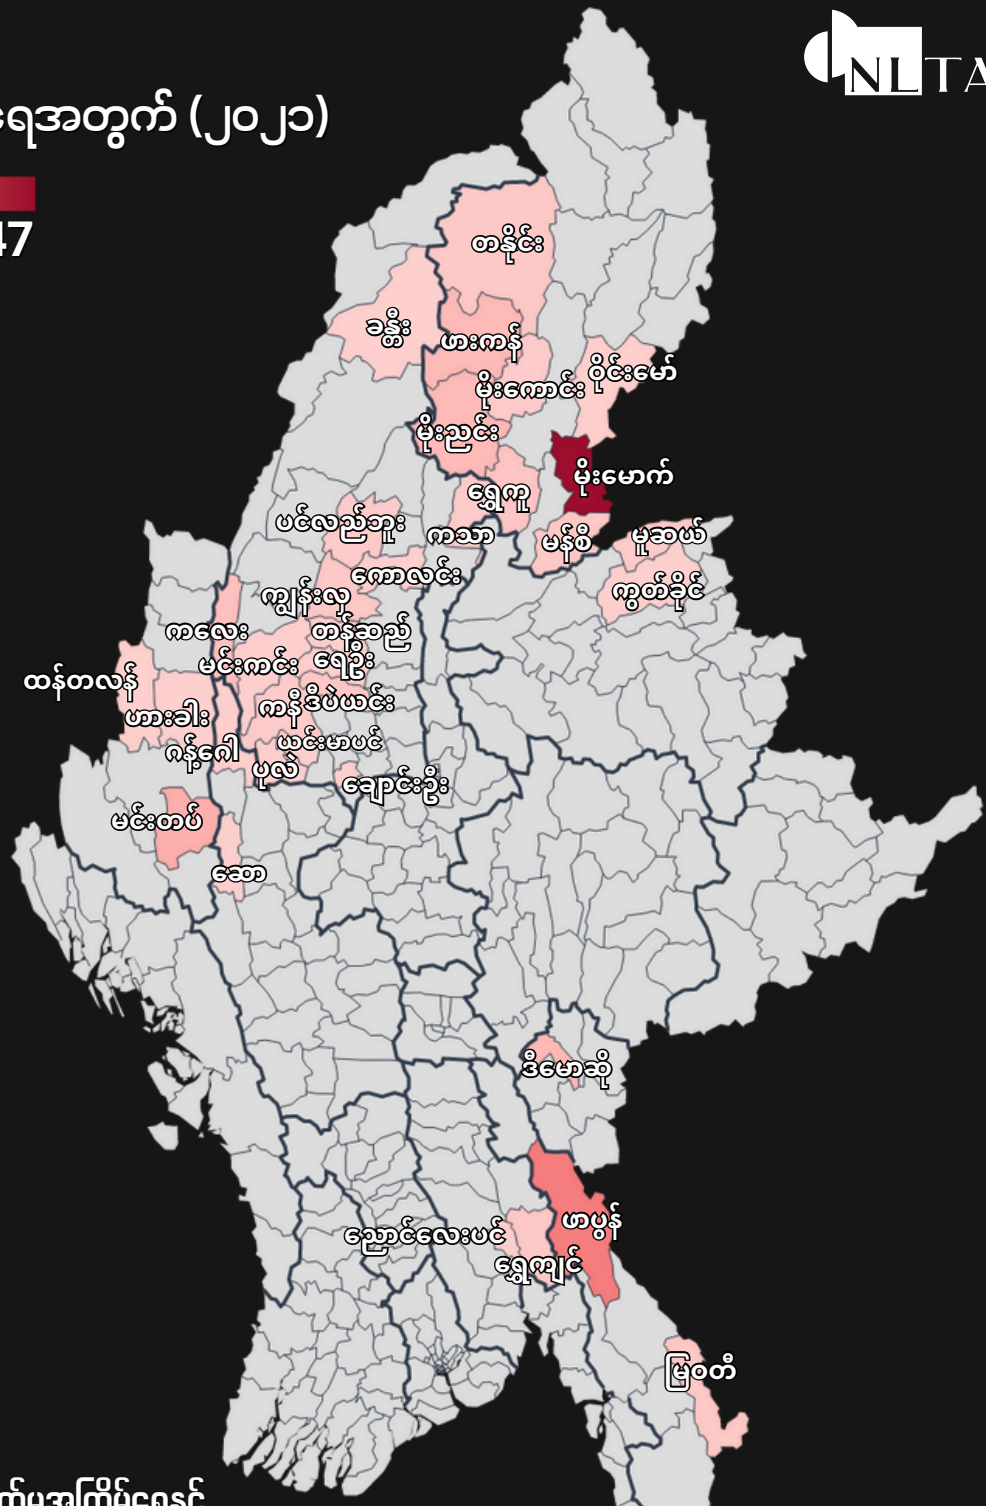 NLTA
ရေအတွက် (၂၀၂၁)
47
တနိုင်း
ခန္တီး
ဖားကန်
ဝိုင်းမော်
မိုးကောင်း
မိုးညှင်း
မိုးမောက်
ရွှေကူ
ပင်လည်ဘူး
ကသာ
မန်စီ
မူဆယ်
ကောလင်း
ကွတ်ခိုင်
ကျွန်းလှ
ကလေး
တန်ဆည်
မင်းကင်း
ရေဦး
ထန်တလန်
ကနီ
ဒီပဲယင်း
ဟားခါး
ယင်းမာပင်
ဂန့်ဂေါ
ပုလဲ
ချောင်းဦး
မင်းတပ်
ဆော
ဒီမောဆို
ဖာပွန်
ညောင်လေးပင်
ရွှေကျင်
မြဝတီ